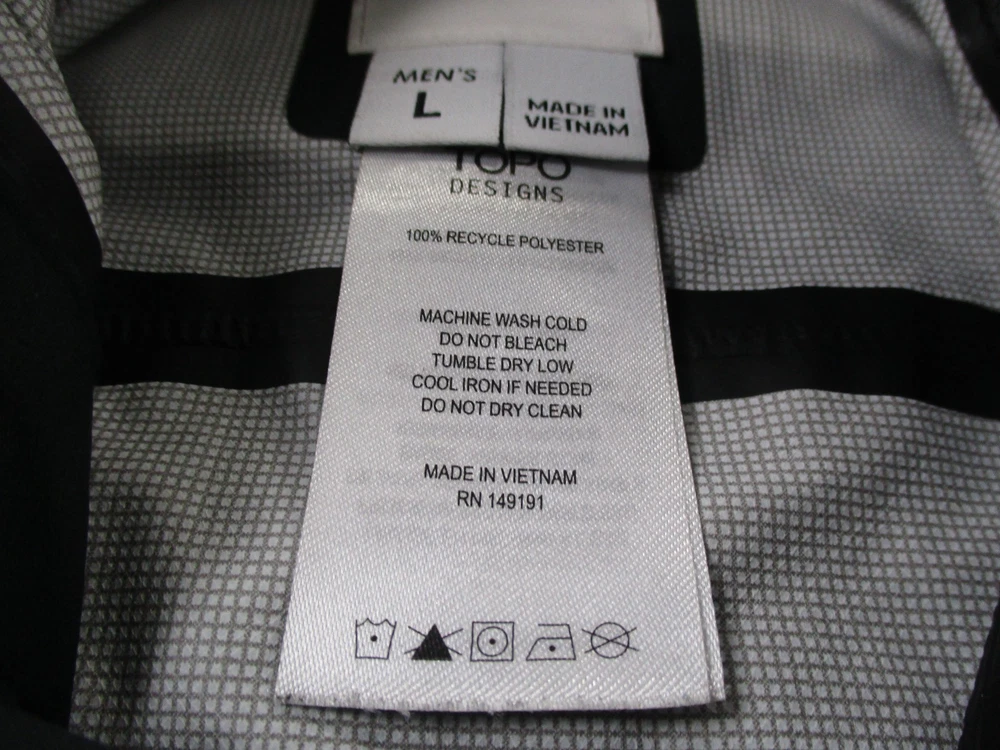 MEN'S
L
MADE IN
VIETNAM
TOPO
DESIGNS
100% RECYCLE POLYESTER
MACHINE WASH COLD
DO NOT BLEACH
TUMBLE DRY LOW
COOL IRON IF NEEDED
DO NOT DRY CLEAN
MADE IN VIETNAM
RN 149191